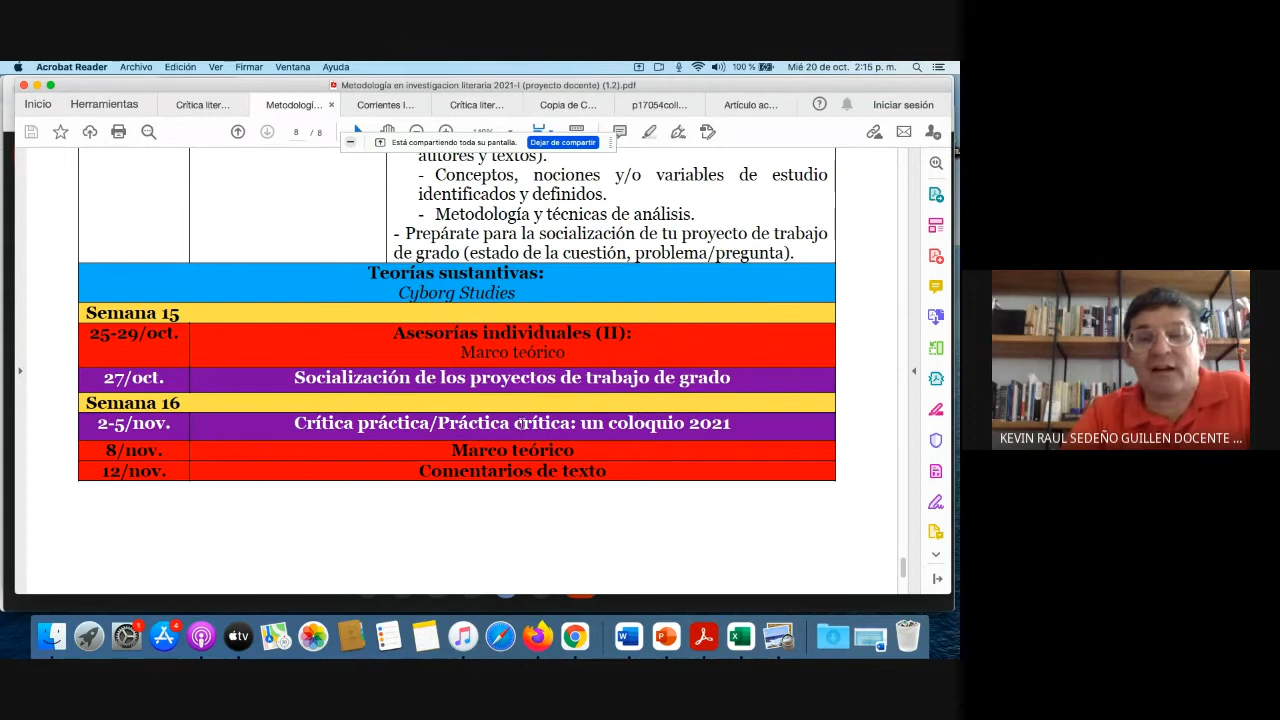 Acrobat Reader Archivo Edición Ver Firmar Ventana Ayuda 100 % Mié 20 de oct. 2:15 p. m.
Metodología en investigacion literaria 2021-I (proyecto docente) (1.2).pdf
Inicio Herramientas Crítica liter... Metodologí... × Corrientes l... Crítica liter... Copia de C... p17054coll... Artículo ac... Iniciar sesión
8 / 8
Está compartiendo toda su pantalla. Dejar de compartir
autores y textos).
- Conceptos, nociones y/o variables de estudio
identificados y definidos.
- Metodología y técnicas de análisis.
- Prepárate para la socialización de tu proyecto de trabajo
de grado (estado de la cuestión, problema/pregunta).
Teorías sustantivas:
Cyborg Studies
Semana 15
25-29/oct. Asesorías individuales (II):
Marco teórico
27/oct. Socialización de los proyectos de trabajo de grado
Semana 16
2-5/nov. Crítica práctica/Práctica crítica: un coloquio 2021
8/nov. Marco teórico
12/nov. Comentarios de texto
KEVIN RAUL SEDEÑO GUILLEN DOCENTE ...
1
4
tv